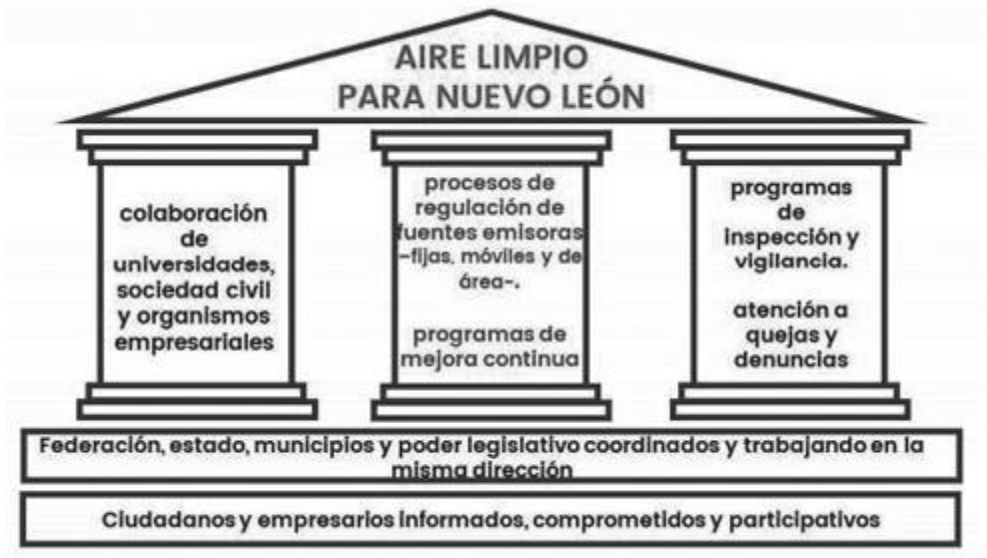 AIRE LIMPIO
PARA NUEVO LEÓN
colaboración
de
universidades,
sociedad civil
y organismos
empresariales
procesos de
regulación de
fuentes emisoras
-fijas, móviles y de
área-.
programas de
mejora continua
programas
de
inspección y
vigilancia.
atención a
quejas y
denuncias
Federación, estado, municipios y poder legislativo coordinados y trabajando en la
misma dirección
Ciudadanos y empresarios informados, comprometidos y participativos